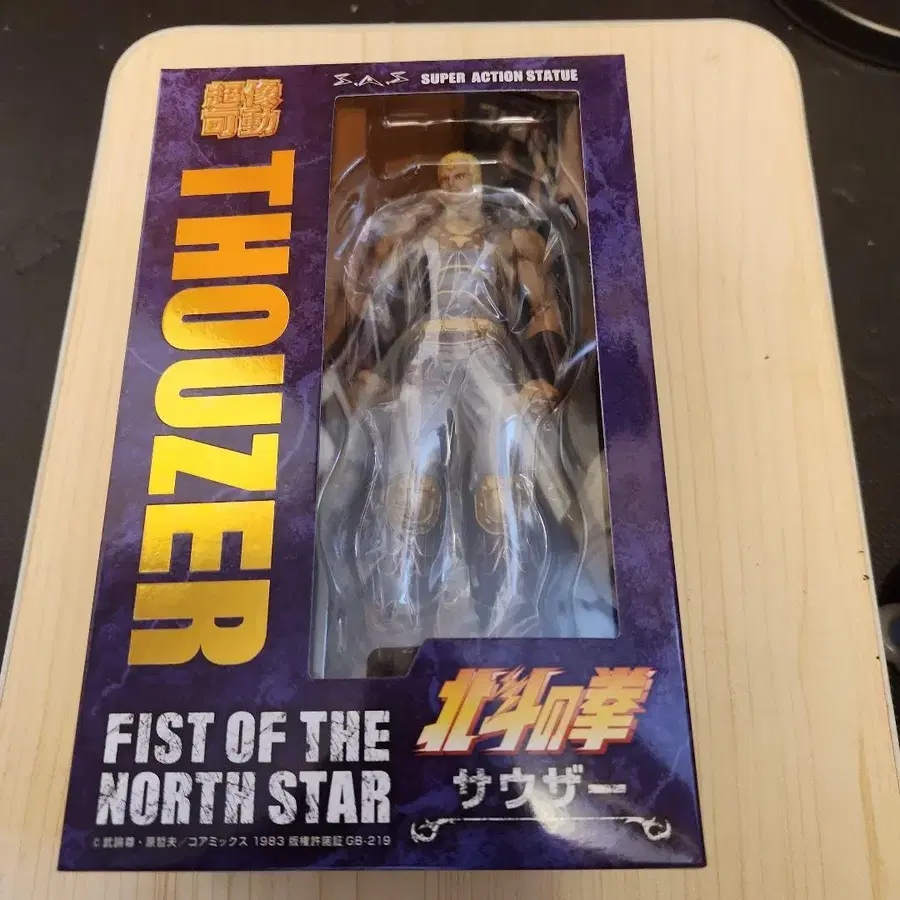 S.A.S SUPER ACTION STATUE
超像
可動
THOUZER
FIST OF THE
NORTH STAR
北斗の拳
サウザー
© 武論尊・原哲夫／コアミックス 1983 版権許諾証 GB-219